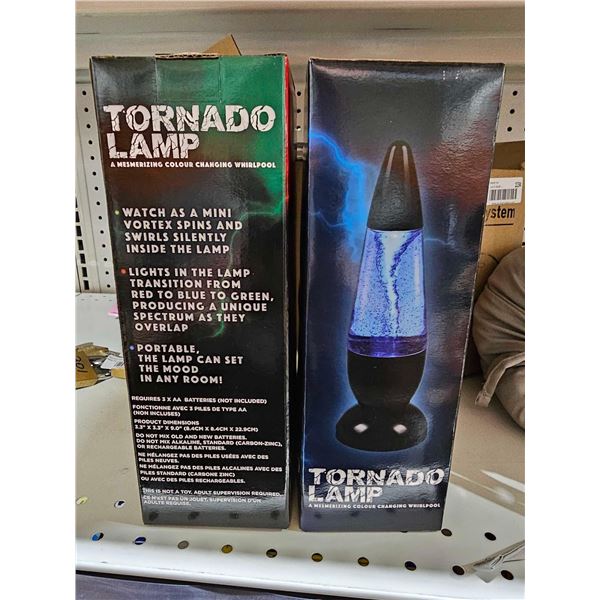 TORNADO
LAMP
A MESMERIZING COLOUR CHANGING WHIRLPOOL
• WATCH AS A MINI
VORTEX SPINS AND
SWIRLS SILENTLY
INSIDE THE LAMP
• LIGHTS IN THE LAMP
TRANSITION FROM
RED TO BLUE TO GREEN,
PRODUCING A UNIQUE
SPECTRUM AS THEY
OVERLAP
• PORTABLE,
THE LAMP CAN SET
THE MOOD
IN ANY ROOM!
REQUIRES 3 X AA BATTERIES (NOT INCLUDED)
FONCTIONNE AVEC 3 PILES DE TYPE AA
(NON INCLUSES)
PRODUCT DIMENSIONS
3.3" X 3.3" X 9.0" (8.4CM X 8.4CM X 22.9CM)
DO NOT MIX OLD AND NEW BATTERIES.
DO NOT MIX ALKALINE, STANDARD (CARBON-ZINC),
OR RECHARGEABLE BATTERIES.
NE MÉLANGEZ PAS DES PILES USÉES AVEC DES
PILES NEUVES.
NE MÉLANGEZ PAS DES PILES ALCALINES AVEC DES
PILES STANDARD (CARBONE ZINC)
OU AVEC DES PILES RECHARGEABLES.
THIS IS NOT A TOY. ADULT SUPERVISION REQUIRED.
CE N'EST PAS UN JOUET. SUPERVISION D'UN
ADULTE REQUISE.
TORNADO
LAMP
A MESMERIZING COLOUR CHANGING WHIRLPOOL
ystem